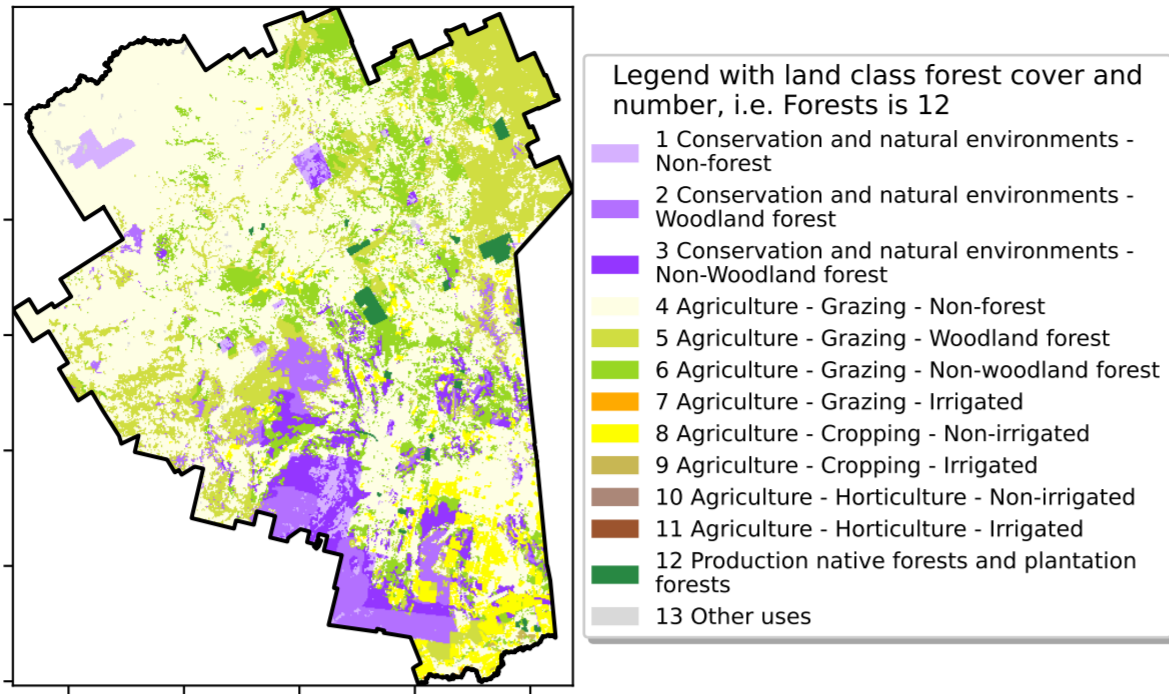 Legend with land class forest cover and
number, i.e. Forests is 12
1 Conservation and natural environments -
Non-forest
2 Conservation and natural environments -
Woodland forest
3 Conservation and natural environments -
Non-Woodland forest
4 Agriculture - Grazing - Non-forest
5 Agriculture - Grazing - Woodland forest
6 Agriculture - Grazing - Non-woodland forest
7 Agriculture - Grazing - Irrigated
8 Agriculture - Cropping - Non-irrigated
9 Agriculture - Cropping - Irrigated
10 Agriculture - Horticulture - Non-irrigated
11 Agriculture - Horticulture - Irrigated
12 Production native forests and plantation
forests
13 Other uses